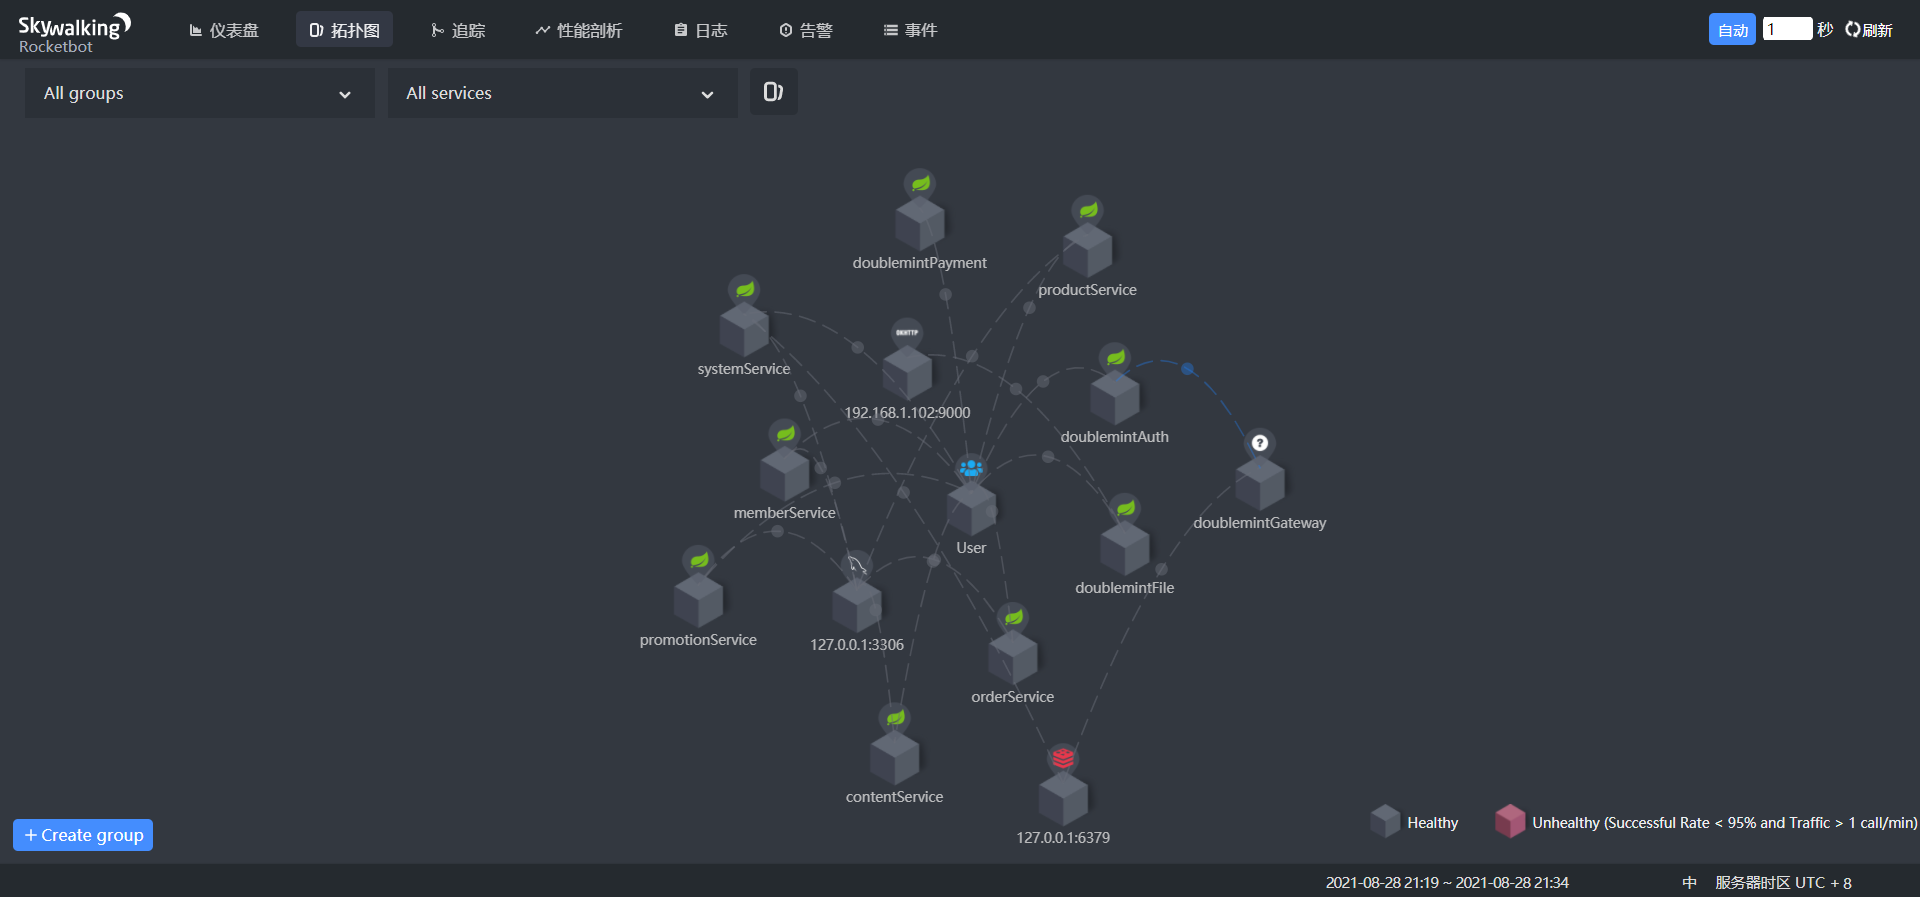 Skywalking
Rocketbot
仪表盘
拓扑图
追踪
性能剖析
日志
告警
事件
自动
1
秒
刷新
All groups
All services
doublemintPayment
productService
systemService
OKHTTP
192.168.1.102:9000
doublemintAuth
memberService
?
doublemintGateway
User
doublemintFile
promotionService
127.0.0.1:3306
orderService
contentService
127.0.0.1:6379
+ Create group
Healthy
Unhealthy (Successful Rate < 95% and Traffic > 1 call/min)
2021-08-28 21:19 ~ 2021-08-28 21:34
中
服务器时区 UTC + 8